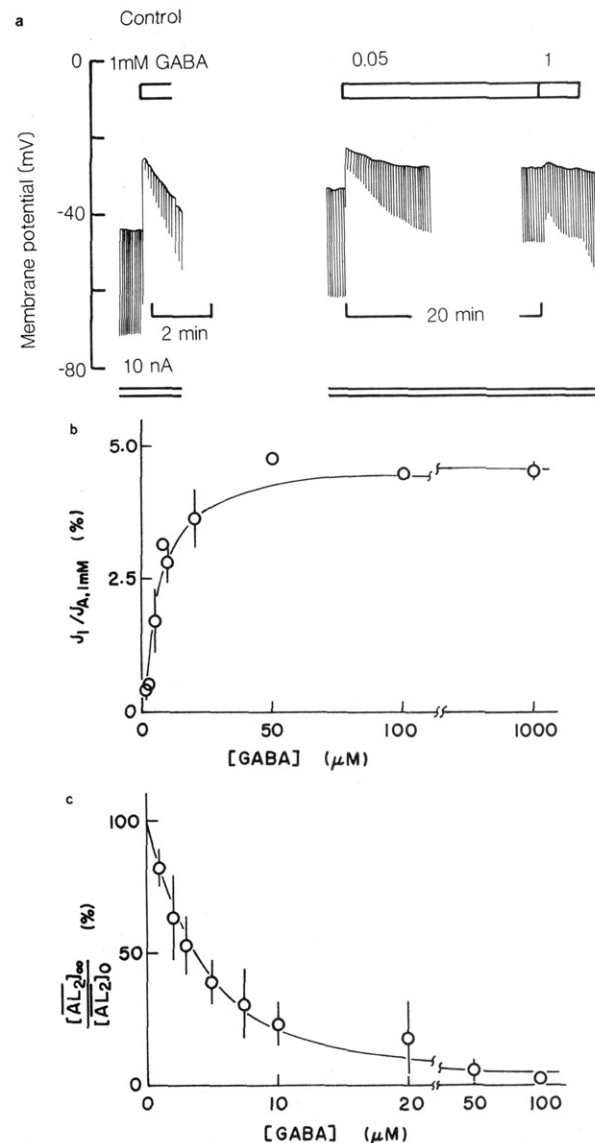 a
Control
1mM GABA
0.05 1
Membrane potential (mV)
0
-40
-80
2 min
20 min
10 nA
b
J_I/J_A,1mM (%)
5.0
2.5
0
0 50 100 1000
[GABA] (μM)
c
[AL₂]∞ (%)
[AL₂]₀
100
50
0
0 10 20 50 100
[GABA] (μM)